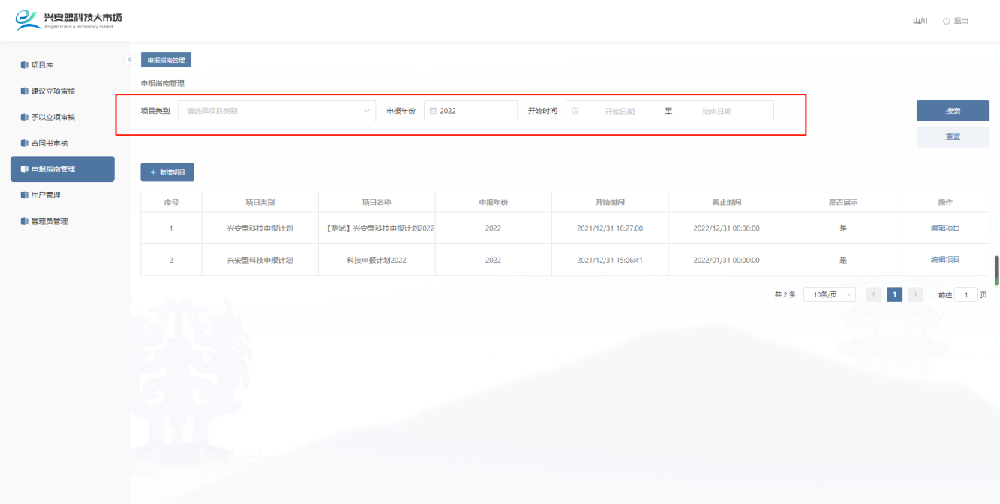 兴安盟科技大市场
XingAn sciece & technology market
山川 退出
项目库
建议立项审核
予以立项审核
合同书审核
申报指南管理
用户管理
管理员管理
申报指南管理
申报指南管理
项目类别 请选择项目类别 申报年份 2022 开始时间 开始日期 至 结束日期 搜索
重置
+ 新增项目
序号 项目类别 项目名称 申报年份 开始时间 截止时间 是否展示 操作
1 兴安盟科技申报计划 【测试】兴安盟科技申报计划2022 2022 2021/12/31 18:27:00 2022/12/31 00:00:00 是 编辑项目
2 兴安盟科技申报计划 科技申报计划2022 2022 2021/12/31 15:06:41 2022/01/31 00:00:00 是 编辑项目
共 2 条 10条/页 < 1 > 前往 1 页